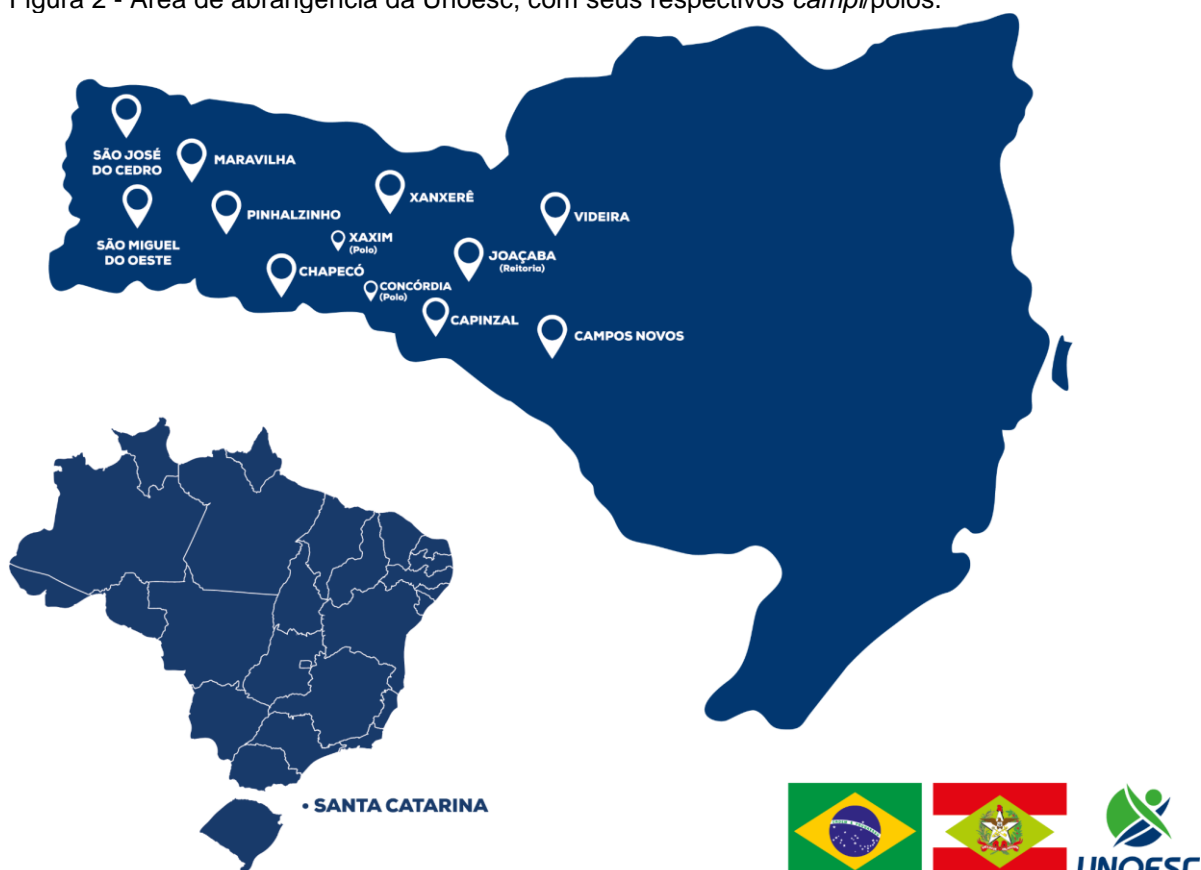 Figura 2 - Área de abrangência da Unoesc, com seus respectivos campi/polos.
SÃO JOSÉ
DO CEDRO
MARAVILHA
XANXERÊ
PINHALZINHO
VIDEIRA
SÃO MIGUEL
DO OESTE
XAXIM
(Polo)
JOAÇABA
(Reitoria)
CHAPECÓ
CONCÓRDIA
(Polo)
CAPINZAL
CAMPOS NOVOS
• SANTA CATARINA
UNOESC